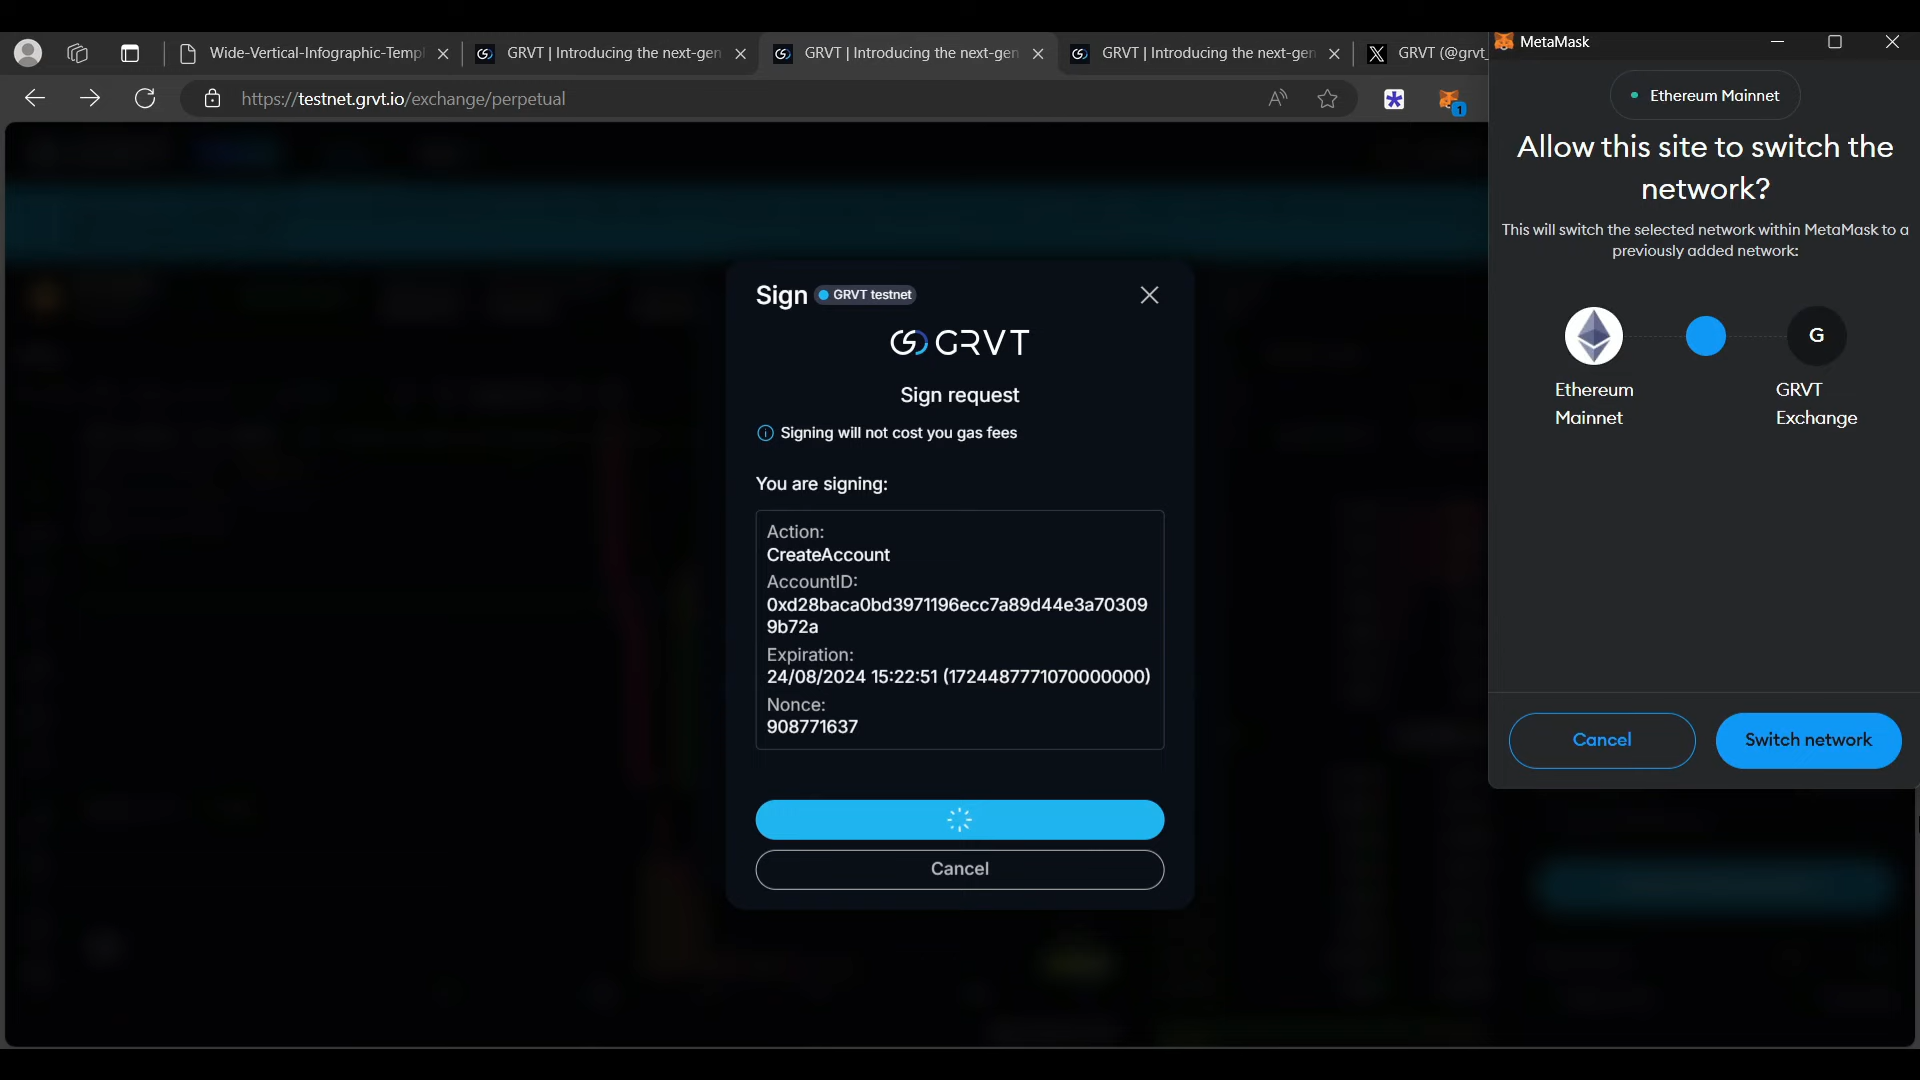 Wide-Vertical-Infographic-Templ
GRVT | Introducing the next-gen
GRVT | Introducing the next-gen
GRVT | Introducing the next-gen
GRVT (@grvt_
https://testnet.grvt.io/exchange/perpetual
1
Sign GRVT testnet
GRVT
Sign request
Signing will not cost you gas fees
You are signing:
Action:
CreateAccount
AccountID:
0xd28baca0bd3971196ecc7a89d44e3a70309
9b72a
Expiration:
24/08/2024 15:22:51 (1724487771070000000)
Nonce:
908771637
Cancel
MetaMask
Ethereum Mainnet
Allow this site to switch the
network?
This will switch the selected network within MetaMask to a
previously added network:
G
Ethereum
Mainnet
GRVT
Exchange
Cancel
Switch network